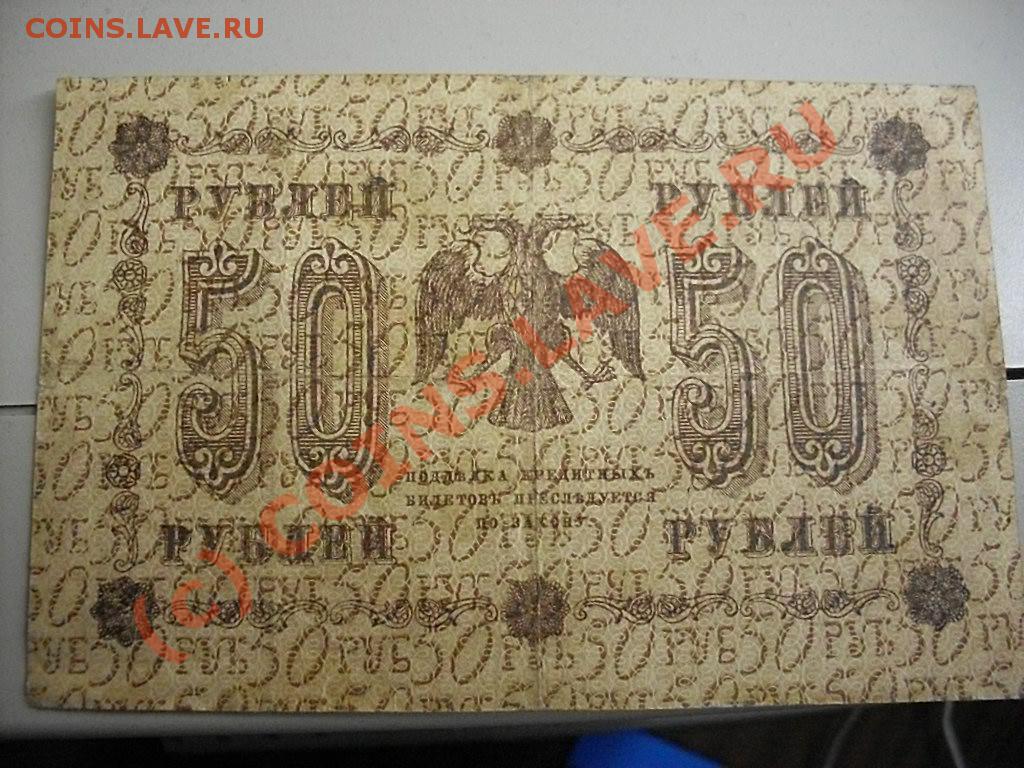 COINS.LAVE.RU
РУБЛЕЙ РУБЛЕЙ
50 50
ПОДДѢЛКА КРЕДИТНЫХЪ
БИЛЕТОВЪ ПРЕСЛѢДУЕТСЯ
ПО ЗАКОНУ
РУБЛЕЙ РУБЛЕЙ
(c) COINS.LAVE.RU